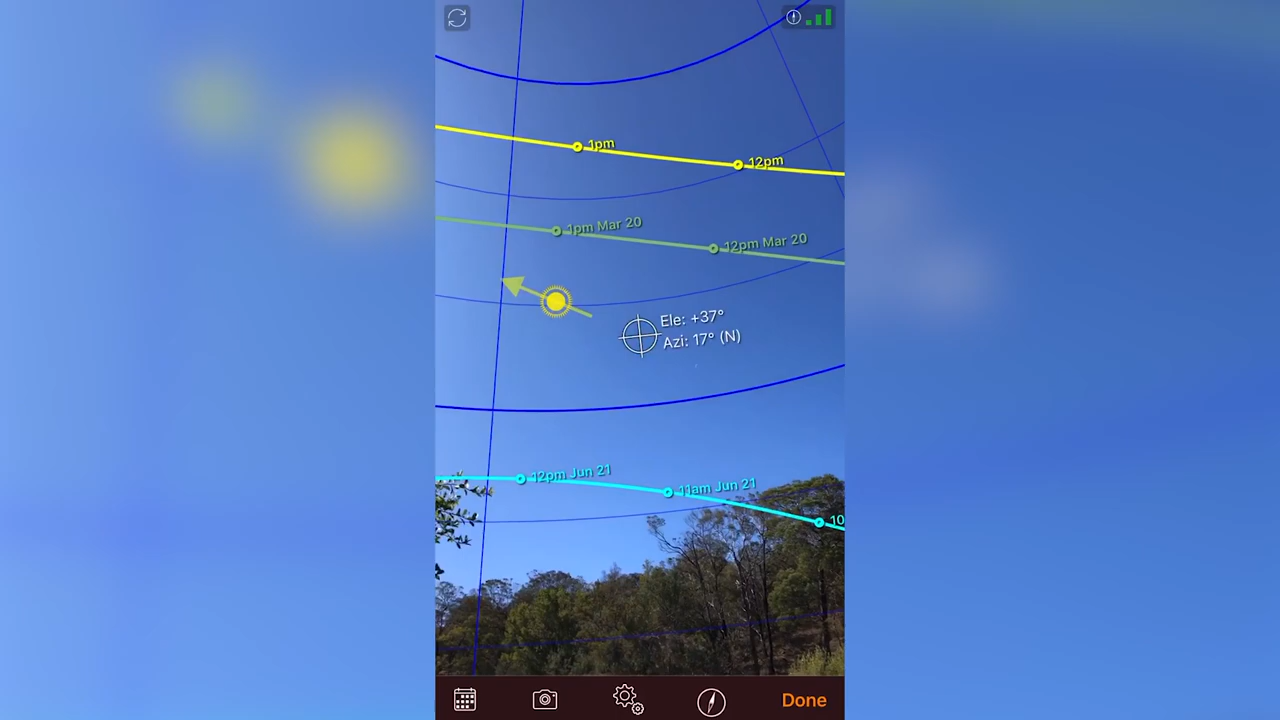 1pm
12pm
1pm Mar 20
12pm Mar 20
Ele: +37°
Azi: 17° (N)
12pm Jun 21
11am Jun 21
10
Done